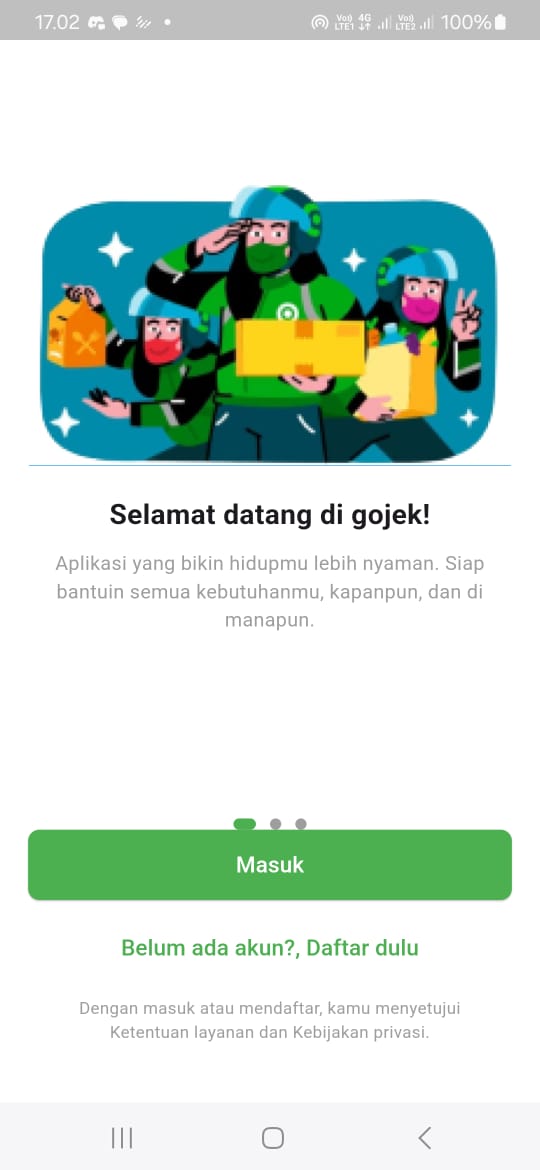 17.02
Vo)) 4G Vo)) 100%
LTE1 LTE2
Selamat datang di gojek!
Aplikasi yang bikin hidupmu lebih nyaman. Siap
bantuin semua kebutuhanmu, kapanpun, dan di
manapun.
Masuk
Belum ada akun?, Daftar dulu
Dengan masuk atau mendaftar, kamu menyetujui
Ketentuan layanan dan Kebijakan privasi.